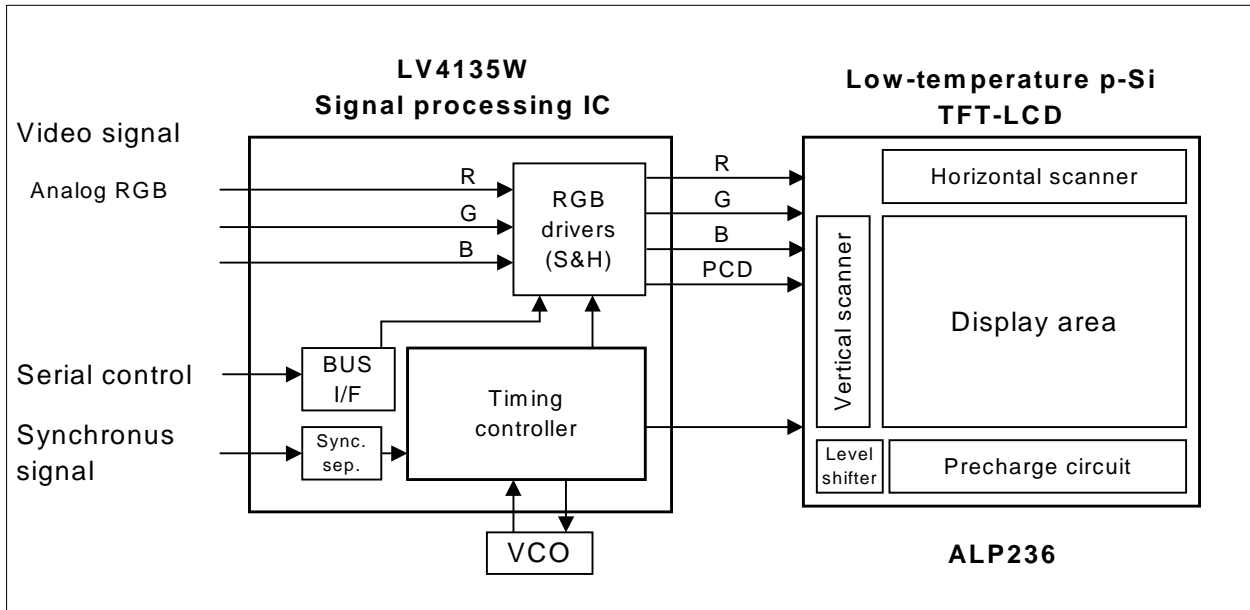 LV4135W
Signal processing IC
Low-temperature p-Si
TFT-LCD
Video signal
Analog RGB
R
G
B
RGB
drivers
(S&H)
R
G
B
PCD
Horizontal scanner
Vertical scanner
Display area
Serial control
BUS
I/F
Timing
controller
Synchronus
signal
Sync.
sep.
Level
shifter
Precharge circuit
VCO
ALP236